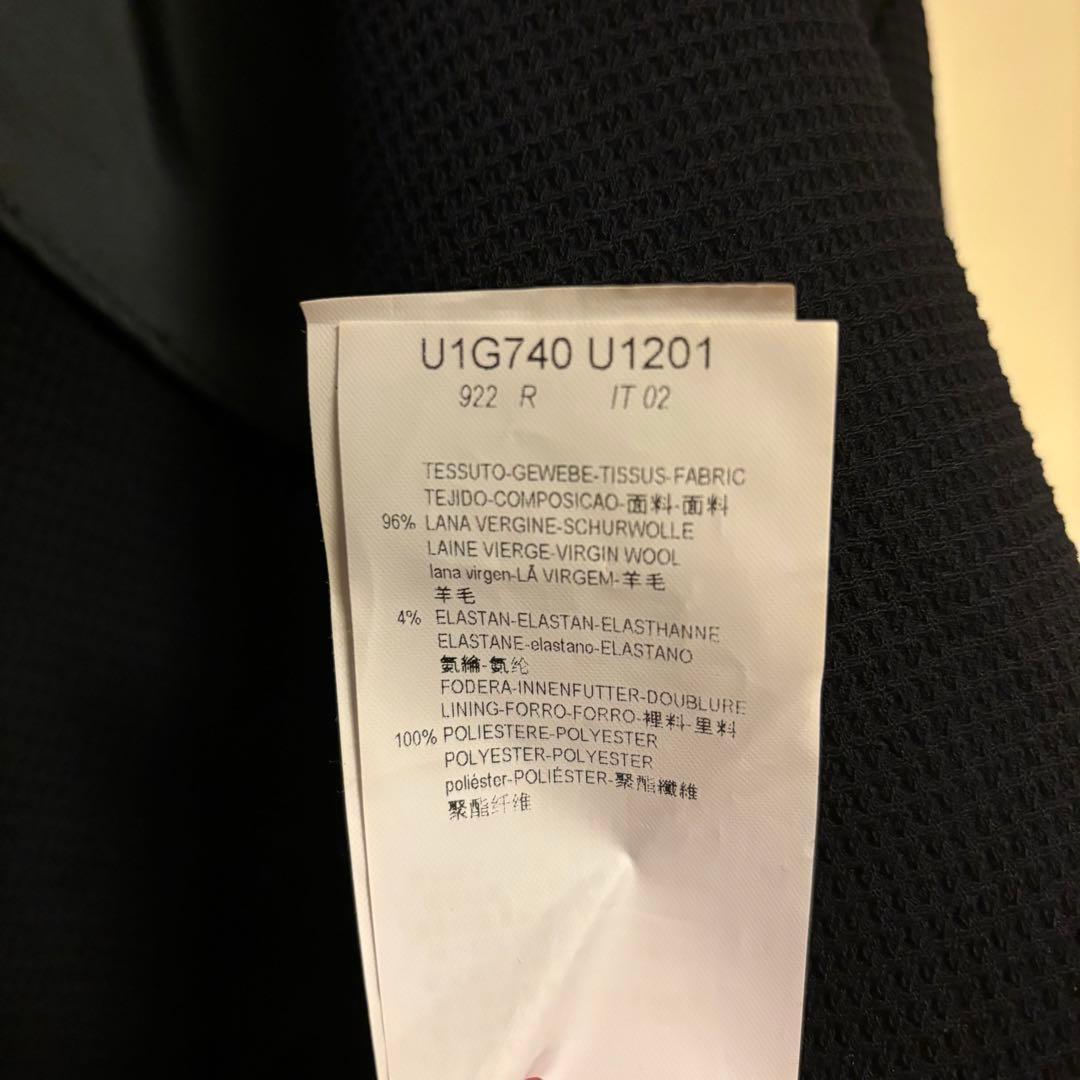 U1G740 U1201
922 R IT 02
TESSUTO-GEWEBE-TISSUS-FABRIC
TEJIDO-COMPOSICAO-面料-面料
96% LANA VERGINE-SCHURWOLLE
LAINE VIERGE-VIRGIN WOOL
lana virgen-LÃ VIRGEM-羊毛
羊毛
4% ELASTAN-ELASTAN-ELASTHANNE
ELASTANE-elastano-ELASTANO
氨綸-氨纶
FODERA-INNENFUTTER-DOUBLURE
LINING-FORRO-FORRO-裡料-里料
100% POLIESTERE-POLYESTER
POLYESTER-POLYESTER
poliéster-POLIÉSTER-聚酯纖維
聚酯纤维